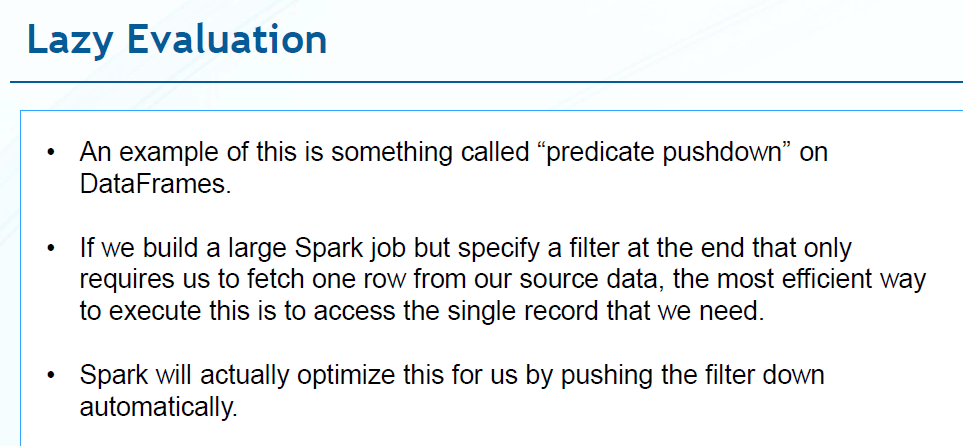 Lazy Evaluation
• An example of this is something called “predicate pushdown” on
DataFrames.
• If we build a large Spark job but specify a filter at the end that only
requires us to fetch one row from our source data, the most efficient way
to execute this is to access the single record that we need.
• Spark will actually optimize this for us by pushing the filter down
automatically.